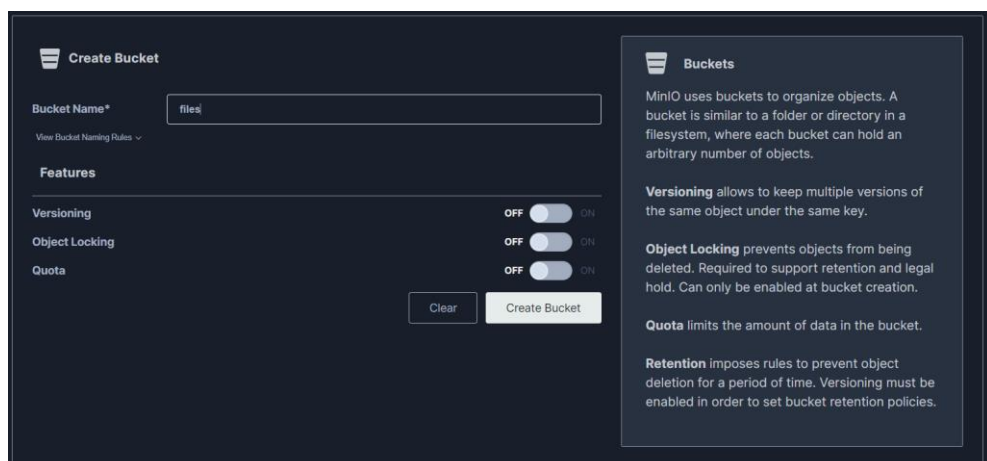 Create Bucket
Bucket Name*
files
View Bucket Naming Rules
Features
Versioning
OFF ON
Object Locking
OFF ON
Quota
OFF ON
Clear
Create Bucket
Buckets
MinIO uses buckets to organize objects. A
bucket is similar to a folder or directory in a
filesystem, where each bucket can hold an
arbitrary number of objects.
Versioning allows to keep multiple versions of
the same object under the same key.
Object Locking prevents objects from being
deleted. Required to support retention and legal
hold. Can only be enabled at bucket creation.
Quota limits the amount of data in the bucket.
Retention imposes rules to prevent object
deletion for a period of time. Versioning must be
enabled in order to set bucket retention policies.